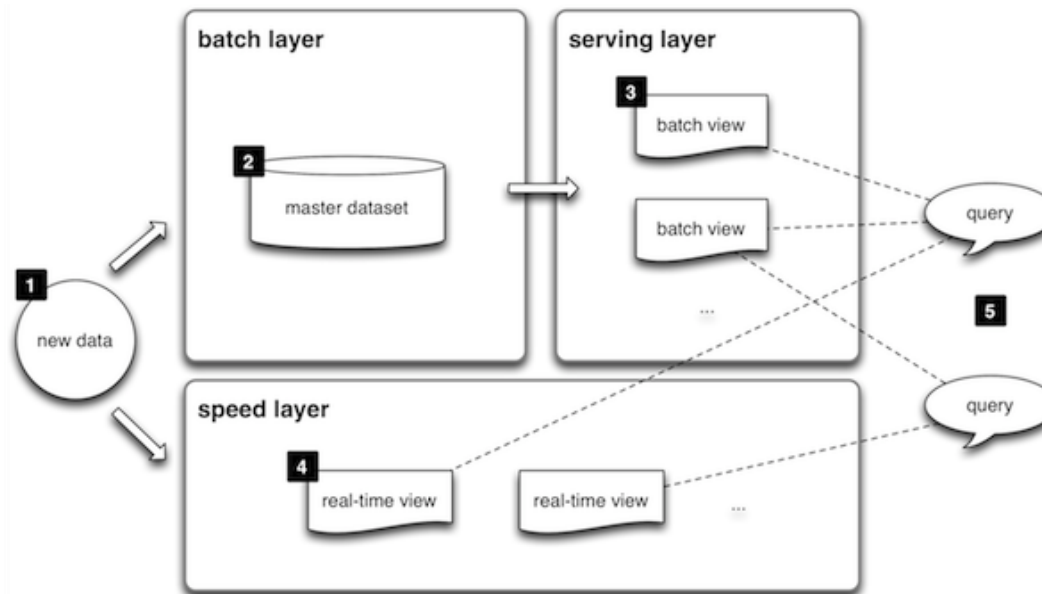 batch layer
serving layer
3
batch view
2
master dataset
batch view
query
1
new data
...
5
speed layer
query
4
real-time view
real-time view
...